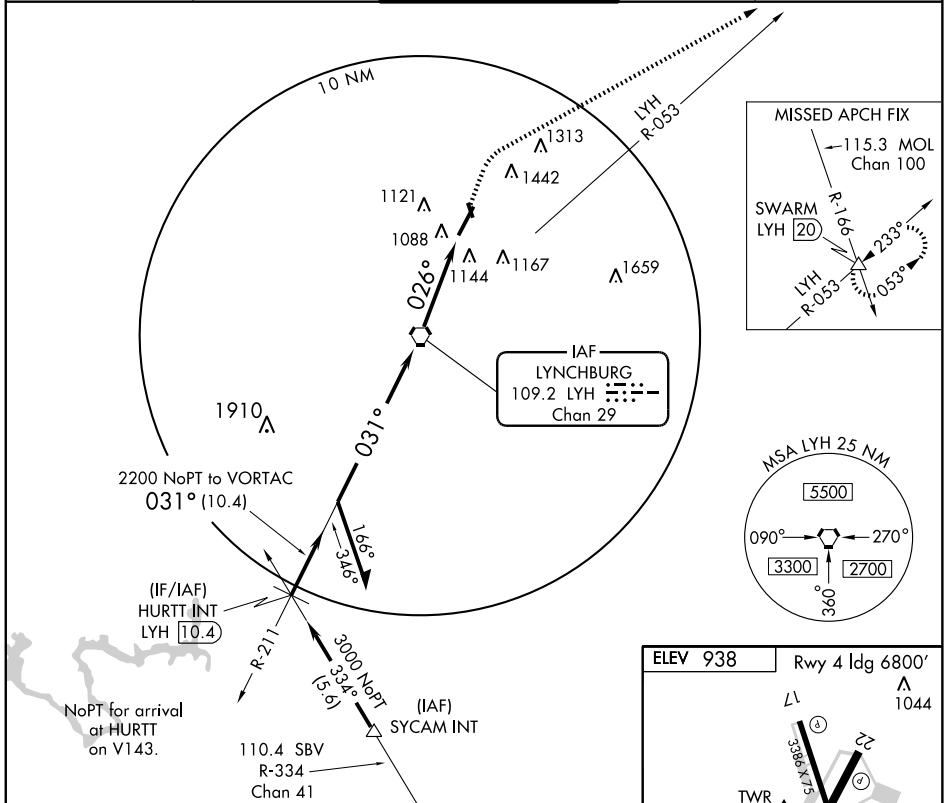 10 NM
LYH
R-053
1313
1442
1121
1088
1144
1167
1659
026°
MISSED APCH FIX
115.3 MOL
Chan 100
R-166
SWARM
LYH 20
233°
053°
LYH
R-053
IAF
LYNCHBURG
109.2 LYH
Chan 29
1910
031°
2200 NoPT to VORTAC
031° (10.4)
166°
346°
MSA LYH 25 NM
5500
090°
270°
3300
2700
360°
(IF/IAF)
HURTT INT
LYH 10.4
R-211
3000 NoPT
334°
(5.6)
(IAF)
SYCAM INT
NoPT for arrival
at HURTT
on V143.
110.4 SBV
R-334
Chan 41
ELEV 938
Rwy 4 ldg 6800'
1044
17
P
22
P
3386 X 75
TWR